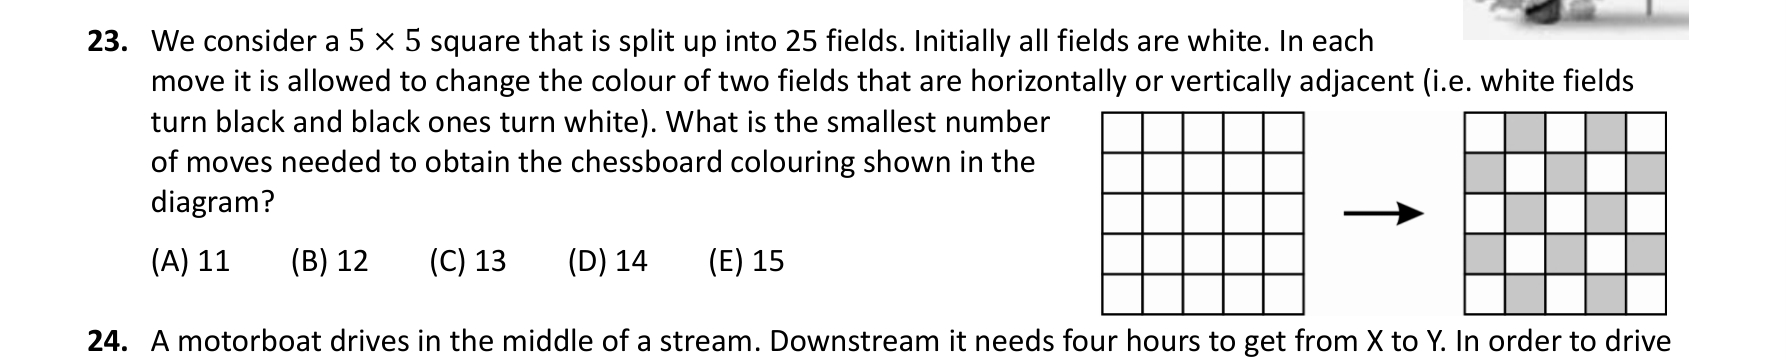 23. We consider a 5 × 5 square that is split up into 25 fields. Initially all fields are white. In each
move it is allowed to change the colour of two fields that are horizontally or vertically adjacent (i.e. white fields
turn black and black ones turn white). What is the smallest number
of moves needed to obtain the chessboard colouring shown in the
diagram?
(A) 11 (B) 12 (C) 13 (D) 14 (E) 15
24. A motorboat drives in the middle of a stream. Downstream it needs four hours to get from X to Y. In order to drive